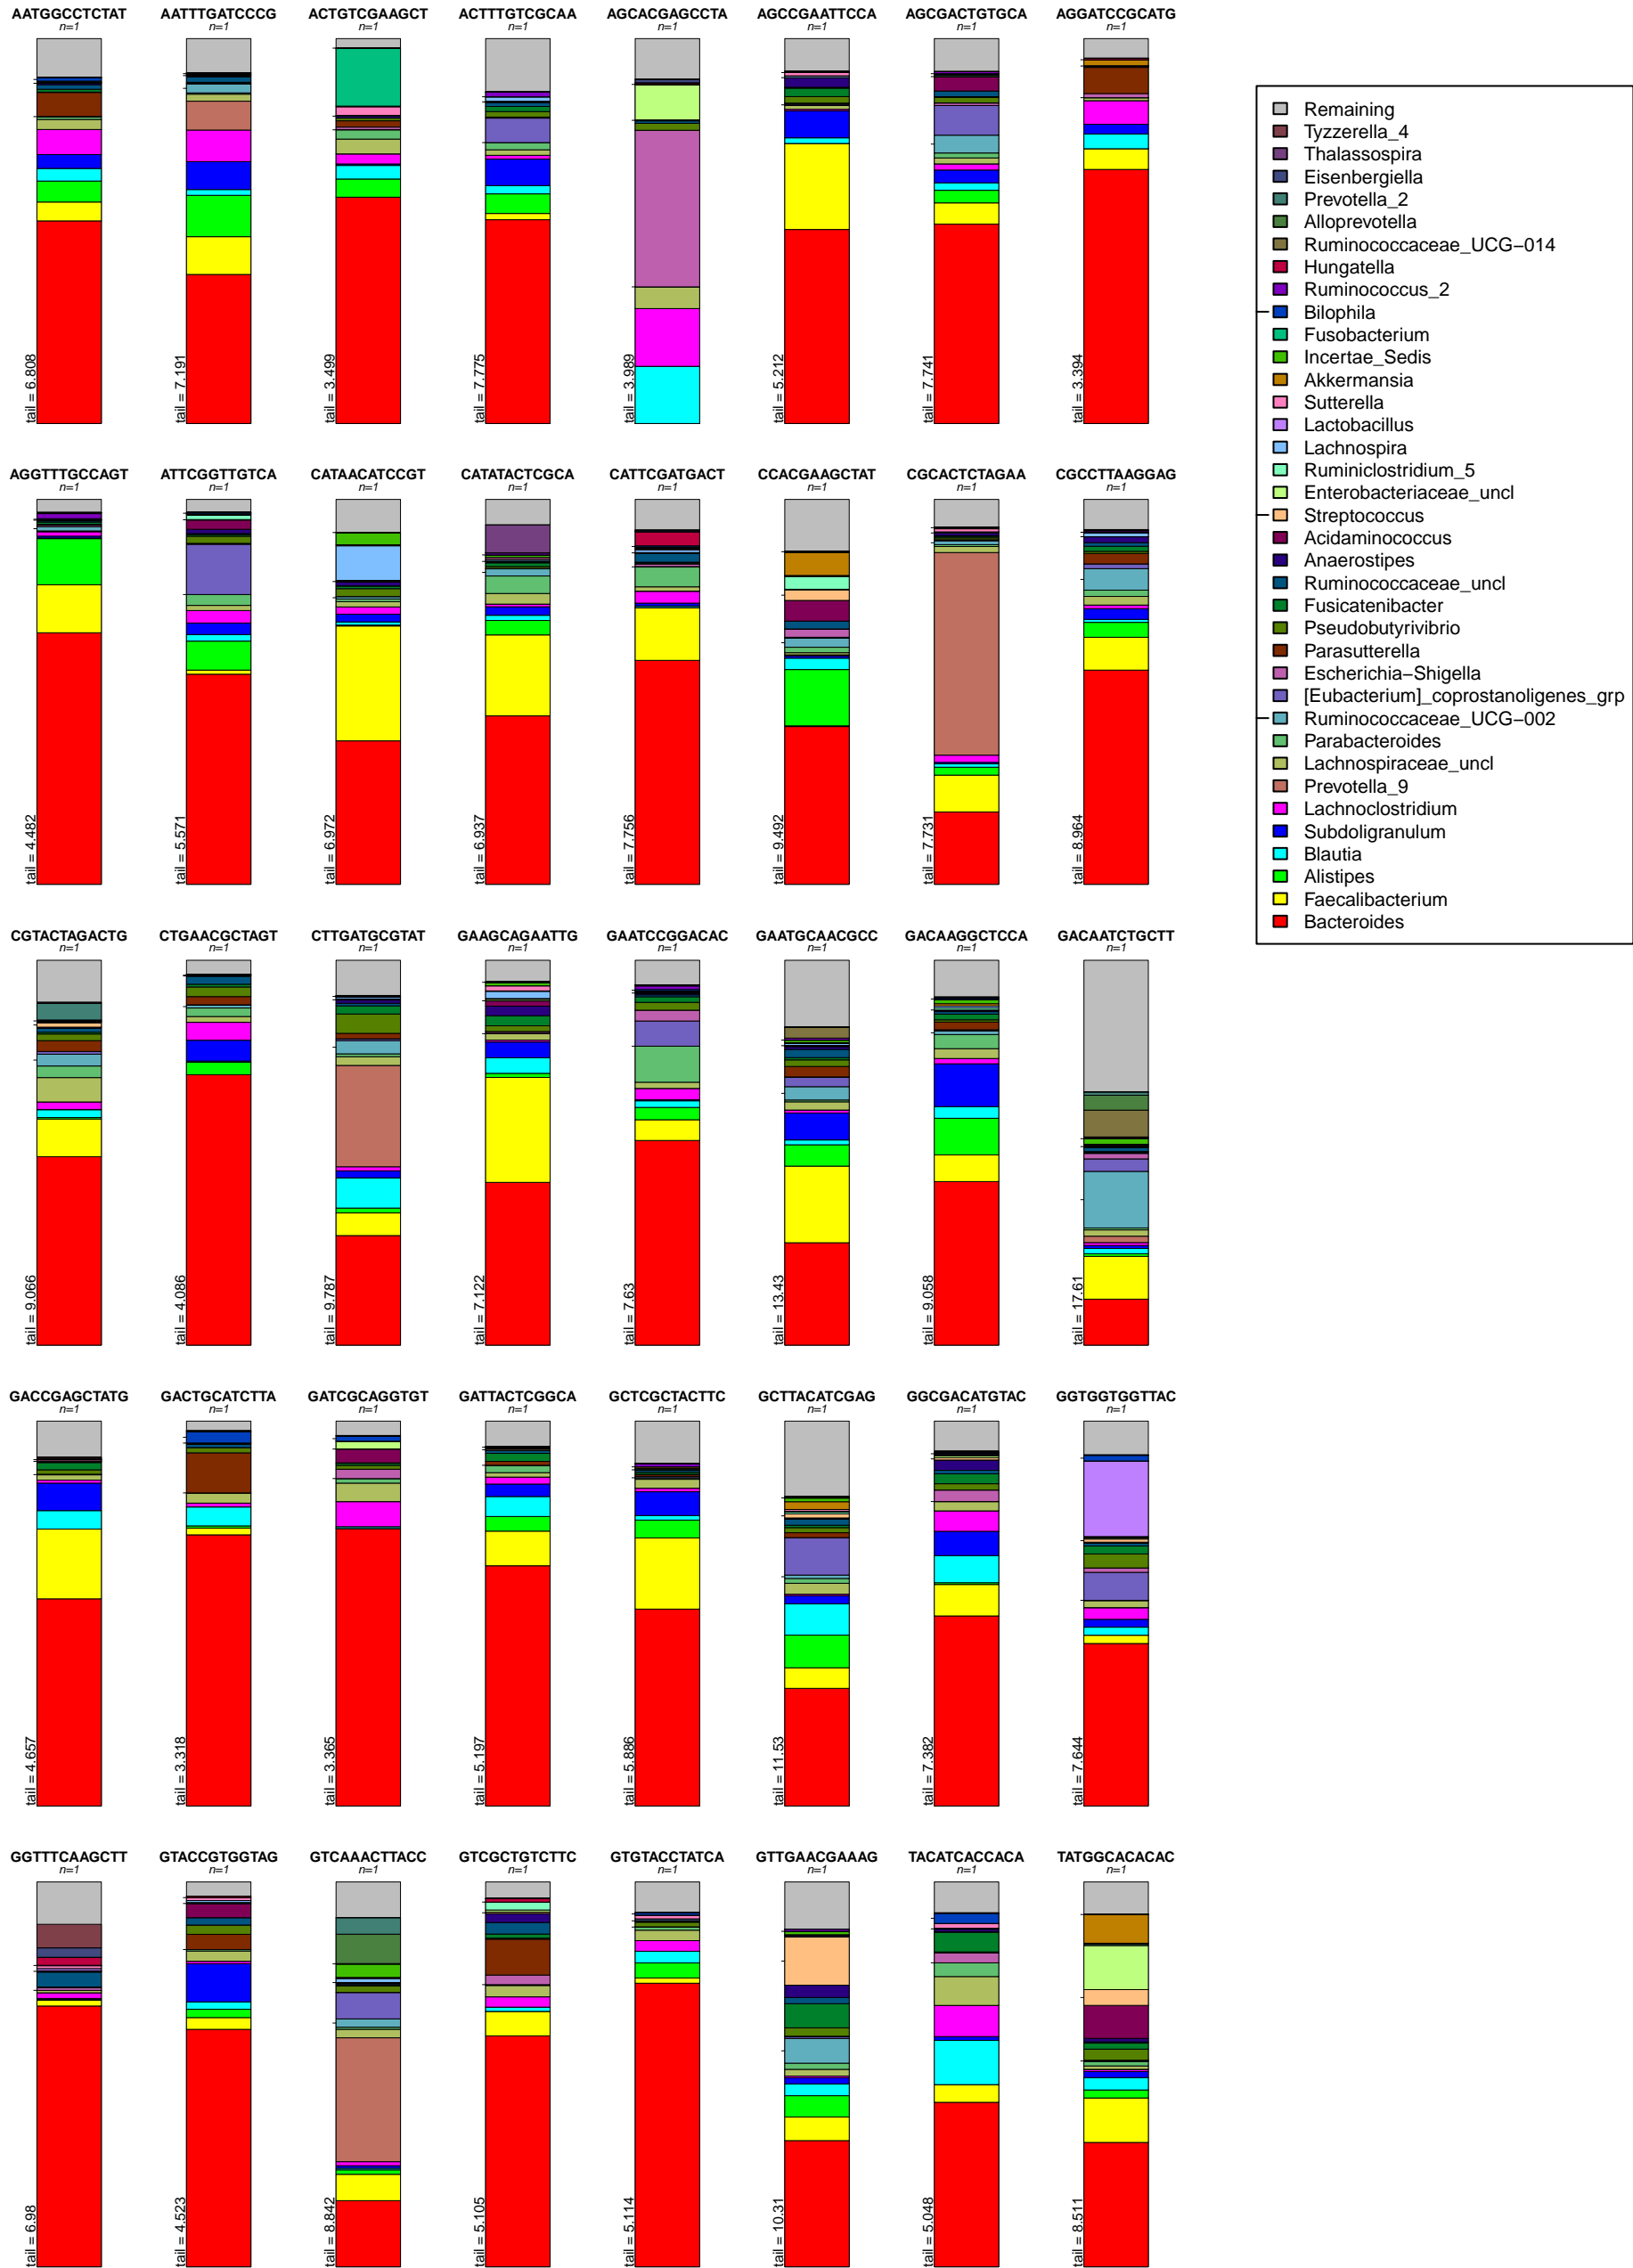 AATGGCCTCTAT AATTTGATCCCG ACTGTCGAAGCT ACTTTGTCGCAA AGCACGAGCCTA AGCCGAATTCCA AGCGACTGTGCA AGGATCCGCATG
n=1 n=1 n=1 n=1 n=1 n=1 n=1 n=1
tail = 6.808 tail = 7.191 tail = 3.499 tail = 7.775 tail = 3.989 tail = 5.212 tail = 7.741 tail = 3.394
Remaining
Tyzzerella_4
Thalassospira
Eisenbergiella
Prevotella_2
Alloprevotella
Ruminococcaceae_UCG−014
Hungatella
Ruminococcus_2
Bilophila
Fusobacterium
Incertae_Sedis
Akkermansia
Sutterella
Lactobacillus
Lachnospira
Ruminiclostridium_5
Enterobacteriaceae_uncl
Streptococcus
Acidaminococcus
Anaerostipes
Ruminococcaceae_uncl
Fusicatenibacter
Pseudobutyrivibrio
Parasutterella
Escherichia−Shigella
[Eubacterium]_coprostanoligenes_grp
Ruminococcaceae_UCG−002
Parabacteroides
Lachnospiraceae_uncl
Prevotella_9
Lachnoclostridium
Subdoligranulum
Blautia
Alistipes
Faecalibacterium
Bacteroides
AGGTTTGCCAGT ATTCGGTTGTCA CATAACATCCGT CATATACTCGCA CATTCGATGACT CCACGAAGCTAT CGCACTCTAGAA CGCCTTAAGGAG
n=1 n=1 n=1 n=1 n=1 n=1 n=1 n=1
tail = 4.482 tail = 5.571 tail = 6.972 tail = 6.937 tail = 7.756 tail = 9.492 tail = 7.731 tail = 8.964
CGTACTAGACTG CTGAACGCTAGT CTTGATGCGTAT GAAGCAGAATTG GAATCCGGACAC GAATGCAACGCC GACAAGGCTCCA GACAATCTGCTT
n=1 n=1 n=1 n=1 n=1 n=1 n=1 n=1
tail = 9.066 tail = 4.086 tail = 9.787 tail = 7.122 tail = 7.63 tail = 13.43 tail = 9.058 tail = 17.61
GACCGAGCTATG GACTGCATCTTA GATCGCAGGTGT GATTACTCGGCA GCTCGCTACTTC GCTTACATCGAG GGCGACATGTAC GGTGGTGGTTAC
n=1 n=1 n=1 n=1 n=1 n=1 n=1 n=1
tail = 4.657 tail = 3.318 tail = 3.365 tail = 5.197 tail = 5.886 tail = 11.53 tail = 7.382 tail = 7.644
GGTTTCAAGCTT GTACCGTGGTAG GTCAAACTTACC GTCGCTGTCTTC GTGTACCTATCA GTTGAACGAAAG TACATCACCACA TATGGCACACAC
n=1 n=1 n=1 n=1 n=1 n=1 n=1 n=1
tail = 6.98 tail = 4.523 tail = 8.842 tail = 5.105 tail = 5.114 tail = 10.31 tail = 5.048 tail = 8.511